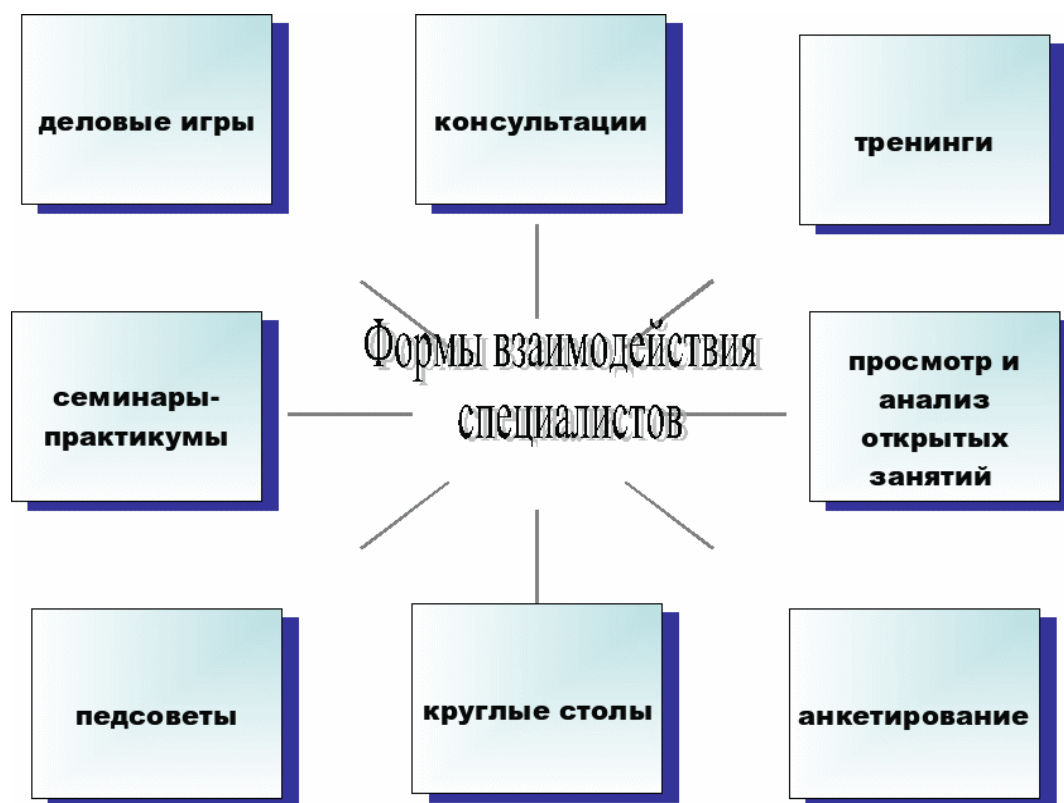 деловые игры
консультации
тренинги
Формы взаимодействия
специалистов
семинары-
практикумы
просмотр и
анализ
открытых
занятий
педсоветы
круглые столы
анкетирование